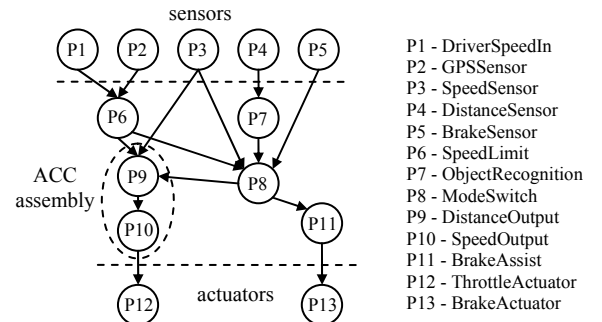 sensors
P1 P2 P3 P4 P5
P1 - DriverSpeedIn
P2 - GPSSensor
P3 - SpeedSensor
P4 - DistanceSensor
P5 - BrakeSensor
P6 - SpeedLimit
P7 - ObjectRecognition
P8 - ModeSwitch
P9 - DistanceOutput
P10 - SpeedOutput
P11 - BrakeAssist
P12 - ThrottleActuator
P13 - BrakeActuator
P6 P7
ACC
assembly
P9 P8
P10 P11
P12 actuators P13